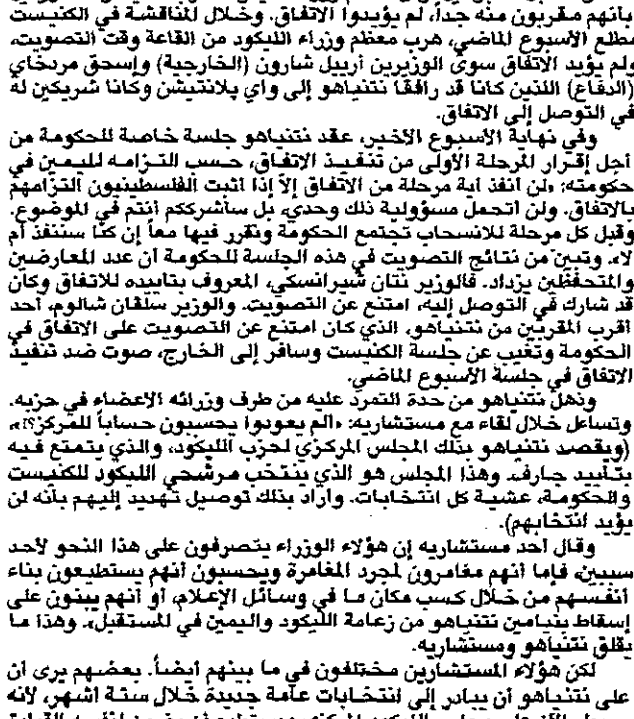 بأنهم مقربون منه جداً، لم يؤيدوا الاتفاق. وخلال المناقشة في الكنيست
مطلع الأسبوع الماضي، هرب معظم وزراء الليكود من القاعة وقت التصويت،
ولم يؤيد الاتفاق سوى الوزيرين أرييل شارون (الخارجية) وإسحق مردخاي
(الدفاع) اللذين كانا قد رافقا نتنياهو إلى واي پلانتيشن وكانا شريكين له
في التوصل إلى الاتفاق.
وفي نهاية الأسبوع الأخير، عقد نتنياهو جلسة خاصة للحكومة من
أجل إقرار المرحلة الأولى من تنفيذ الاتفاق، حسب التزامه لليمين في
حكومته: «لن أنفذ أية مرحلة من الاتفاق إلاّ إذا أثبت الفلسطينيون التزامهم
بالاتفاق. ولن أتحمل مسؤولية ذلك وحدي، بل سأشرككم أنتم في الموضوع.
وقبل كل مرحلة للانسحاب تجتمع الحكومة ونقرر فيها معاً إن كنا سننفذ أم
لا». وتبين من نتائج التصويت في هذه الجلسة للحكومة أن عدد المعارضين
والمتحفظين يزداد. فالوزير نتان شيرانسكي، المعروف بتأييده للاتفاق وكان
قد شارك في التوصل إليه، امتنع عن التصويت. والوزير سلڤان شالوم، أحد
أقرب المقربين من نتنياهو، الذي كان امتنع عن التصويت على الاتفاق في
الحكومة وتغيب عن جلسة الكنيست وسافر إلى الخارج، صوت ضد تنفيذ
الاتفاق في جلسة الأسبوع الماضي.
وذهل نتنياهو من حدة التمرد عليه من طرف وزرائه الأعضاء في حزبه.
وتساءل خلال لقاء مع مستشاريه: «ألم يعودوا يحسبون حساباً للمركز؟!»،
(ويقصد نتنياهو بذلك المجلس المركزي لحزب الليكود، والذي يتمتع فيه
بتأييد جارف. وهذا المجلس هو الذي ينتخب مرشحي الليكود للكنيست
والحكومة، عشية كل انتخابات. وأراد بذلك توصيل تهديد إليهم بأنه لن
يؤيد انتخابهم).
وقال أحد مستشاريه إن هؤلاء الوزراء يتصرفون على هذا النحو لأحد
سببين، فإما أنهم مغامرون لمجرد المغامرة ويحسبون أنهم يستطيعون بناء
أنفسهم من خلال كسب مكان ما في وسائل الإعلام، أو أنهم يبنون على
إسقاط بنيامين نتنياهو من زعامة الليكود واليمين في المستقبل». وهذا ما
يقلق نتنياهو ومستشاريه.
لكن هؤلاء المستشارين مختلفون في ما بينهم أيضاً. بعضهم يرى أن
على نتنياهو أن يبادر إلى انتخابات عامة جديدة خلال ستة أشهر، لأنه